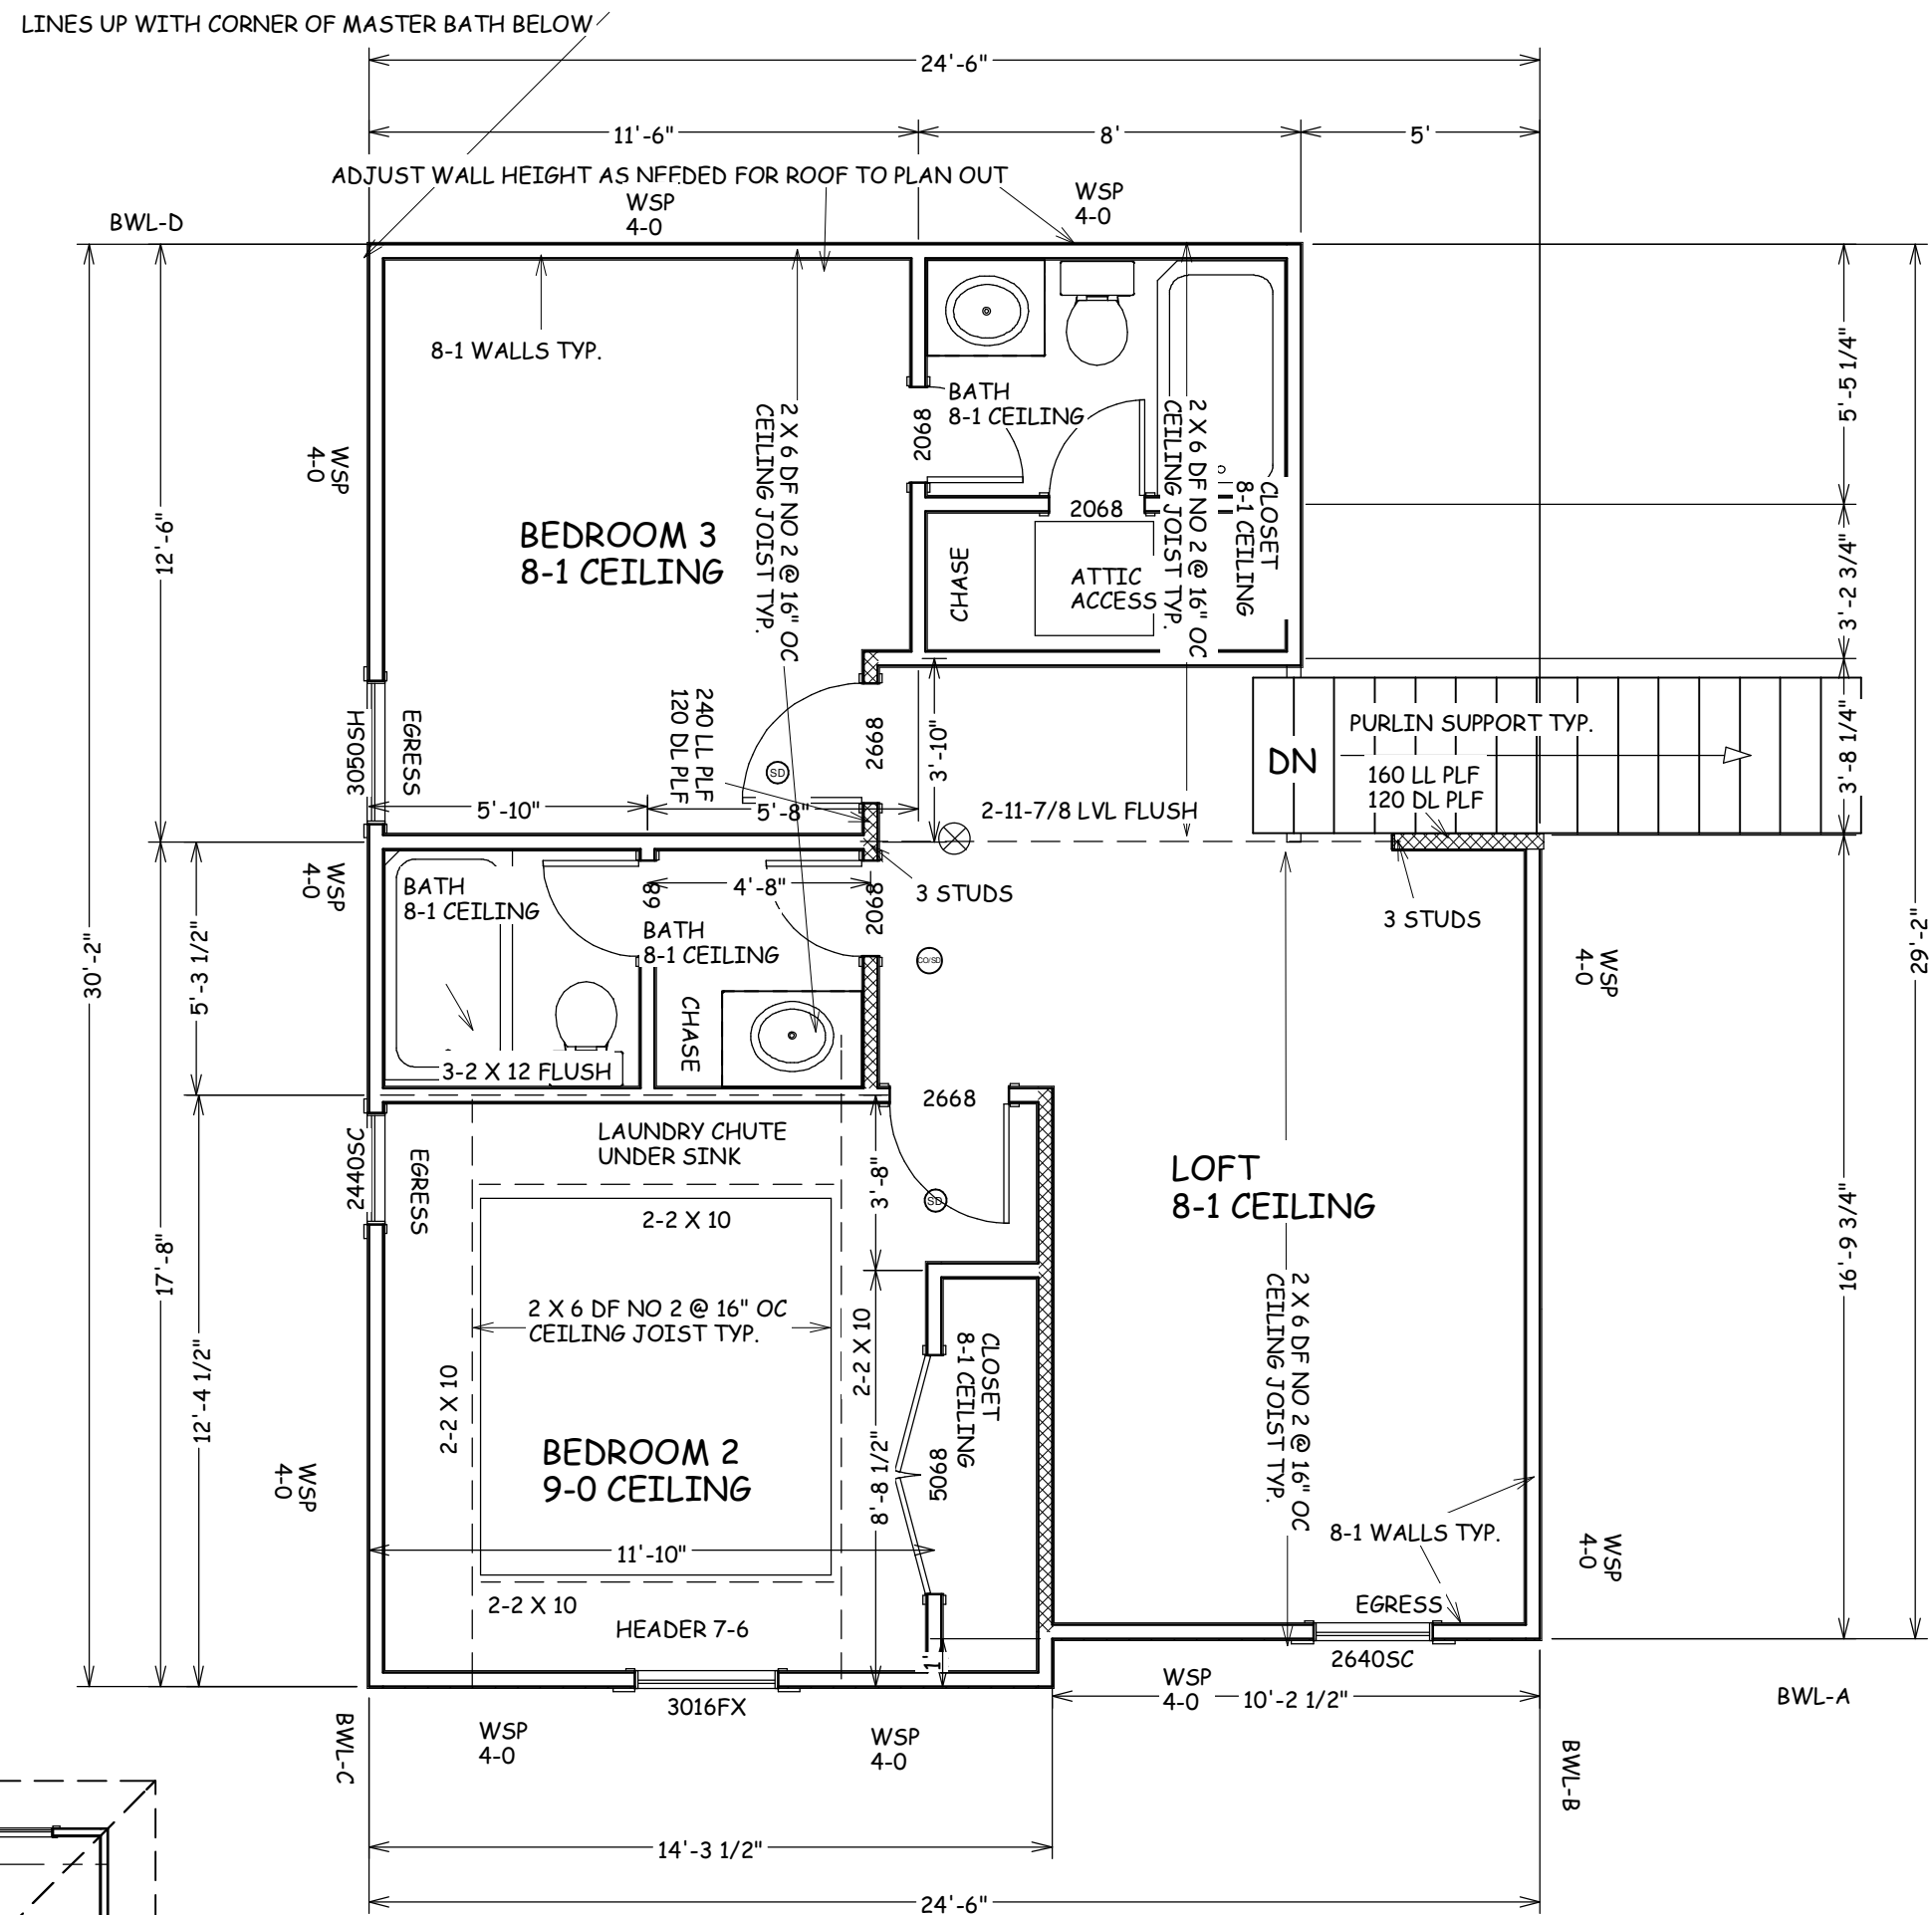 LINES UP WITH CORNER OF MASTER BATH BELOW
24'-6"
11'-6"
8'
5'
ADJUST WALL HEIGHT AS NEEDED FOR ROOF TO PLAN OUT
WSP
4-0
WSP
4-0
BWL-D
8-1 WALLS TYP.
BATH
8-1 CEILING
2068
2 X 6 DF NO 2 @ 16" OC
CEILING JOIST TYP.
2 X 6 DF NO 2 @ 16" OC
CEILING JOIST TYP.
CLOSET
8-1 CEILING
5'-5 1/4"
WSP
4-0
12'-6"
BEDROOM 3
8-1 CEILING
2068
CHASE
ATTIC
ACCESS
3'-2 3/4"
3050SH
EGRESS
240 LL PLF
120 DL PLF
SD
2668
3'-10"
DN
PURLIN SUPPORT TYP.
160 LL PLF
120 DL PLF
3'-8 1/4"
5'-10"
5'-8"
2-11-7/8 LVL FLUSH
WSP
4-0
BATH
8-1 CEILING
68
4'-8"
2068
3 STUDS
3 STUDS
BATH
8-1 CEILING
CO/SD
WSP
4-0
30'-2"
5'-3 1/2"
29'-2"
CHASE
3-2 X 12 FLUSH
2668
2440SC
EGRESS
LAUNDRY CHUTE
UNDER SINK
3'-8"
SD
LOFT
8-1 CEILING
2-2 X 10
17'-8"
16'-9 3/4"
2 X 6 DF NO 2 @ 16" OC
CEILING JOIST TYP.
2-2 X 10
CLOSET
8-1 CEILING
2 X 6 DF NO 2 @ 16" OC
CEILING JOIST TYP.
12'-4 1/2"
2-2 X 10
BEDROOM 2
9-0 CEILING
5068
8'-8 1/2"
WSP
4-0
8-1 WALLS TYP.
WSP
4-0
11'-10"
2-2 X 10
HEADER 7-6
EGRESS
1'
2640SC
3016FX
WSP
4-0
10'-2 1/2"
BWL-A
BWL-C
WSP
4-0
WSP
4-0
BWL-B
14'-3 1/2"
24'-6"